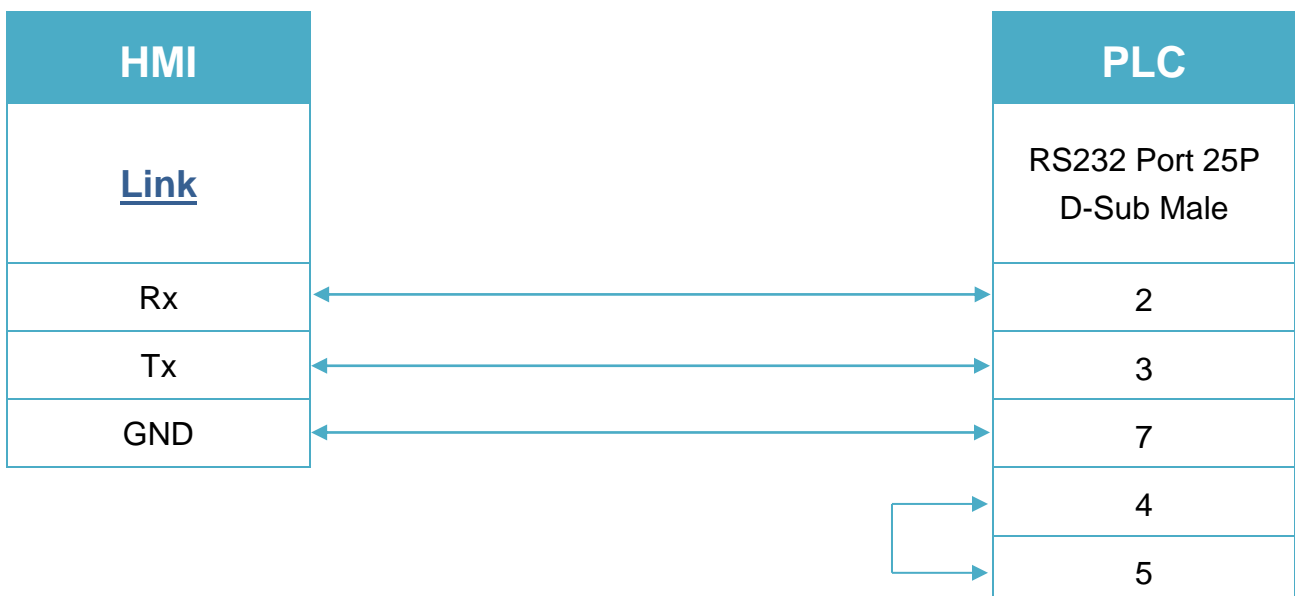 HMI
PLC
Link
RS232 Port 25P
D-Sub Male
Rx
2
Tx
3
GND
7
4
5